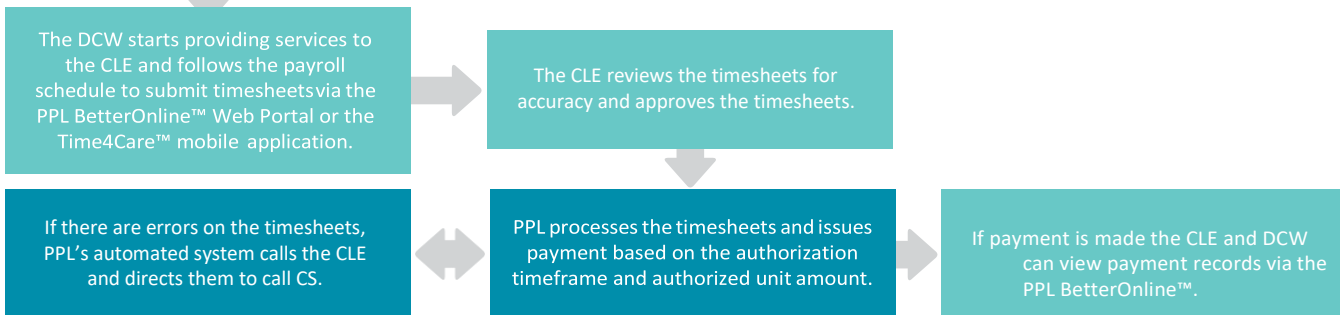 The DCW starts providing services to
the CLE and follows the payroll
schedule to submit timesheets via the
PPL BetterOnline™ Web Portal or the
Time4Care™ mobile application.
The CLE reviews the timesheets for
accuracy and approves the timesheets.
If there are errors on the timesheets,
PPL’s automated system calls the CLE
and directs them to call CS.
PPL processes the timesheets and issues
payment based on the authorization
timeframe and authorized unit amount.
If payment is made the CLE and DCW
can view payment records via the
PPL BetterOnline™.